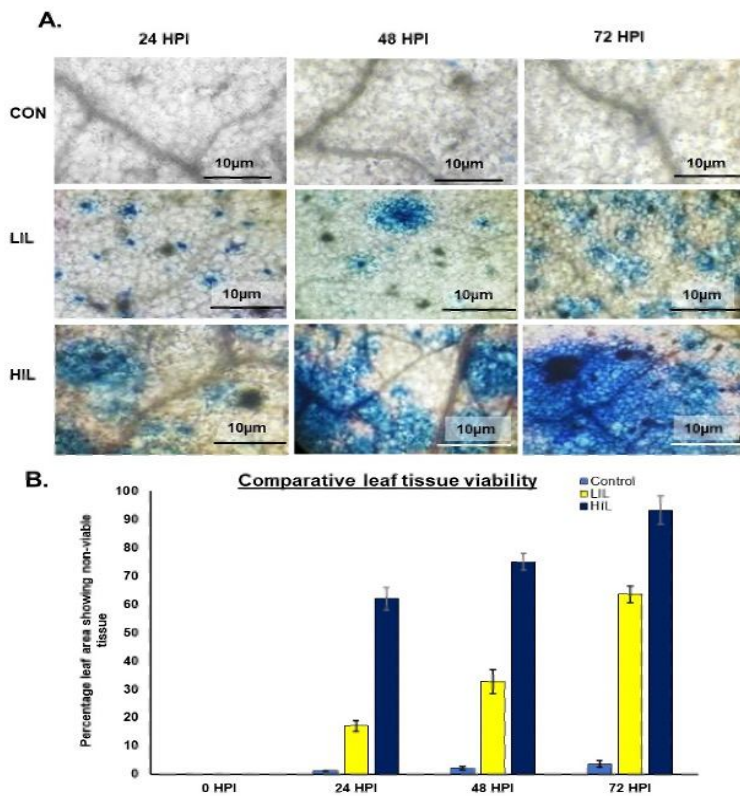 A.
24 HPI 48 HPI 72 HPI
CON
10µm 10µm 10µm
LIL
10µm 10µm 10µm
HIL
10µm 10µm 10µm
B.
Comparative leaf tissue viability
Control
LIL
HIL
Percentage leaf area showing non-viable
tissue
100
90
80
70
60
50
40
30
20
10
0
0 HPI 24 HPI 48 HPI 72 HPI